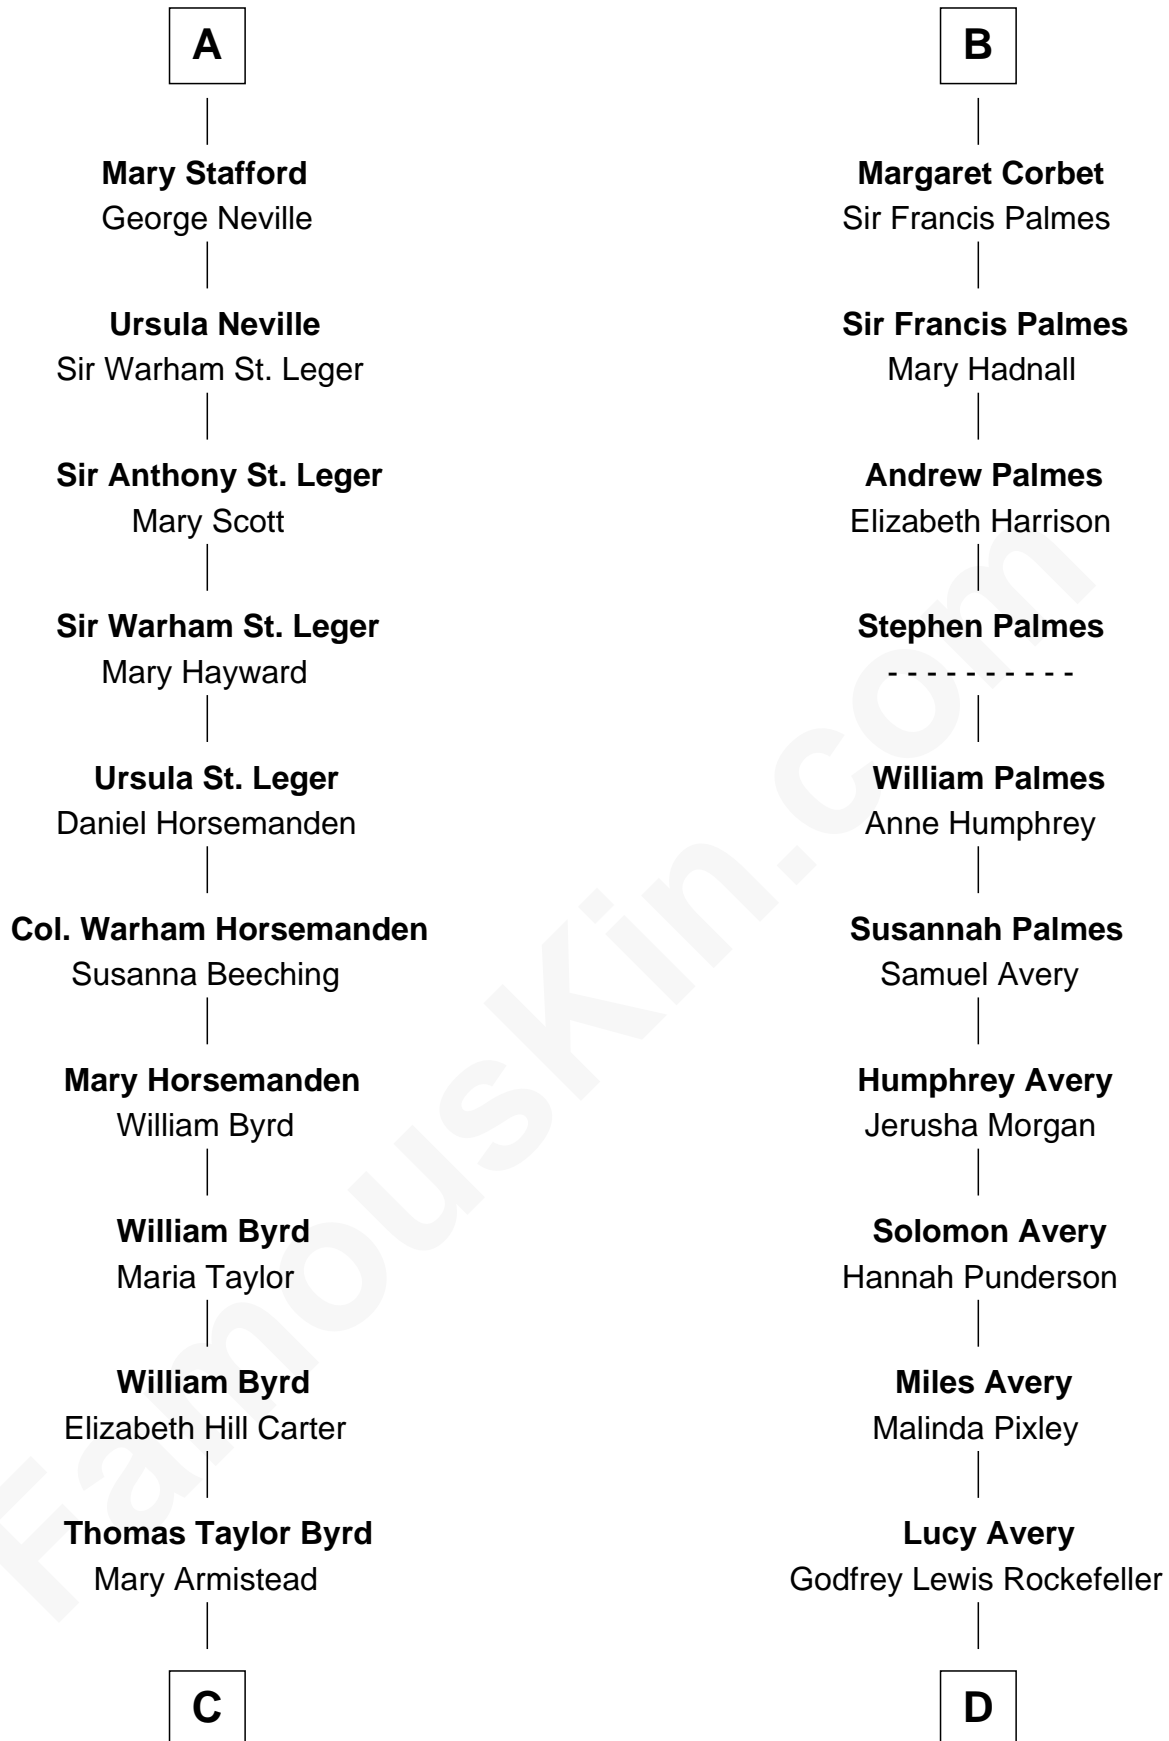 A
Mary Stafford
George Neville
Ursula Neville
Sir Warham St. Leger
Sir Anthony St. Leger
Mary Scott
Sir Warham St. Leger
Mary Hayward
Ursula St. Leger
Daniel Horsemanden
Col. Warham Horsemanden
Susanna Beeching
Mary Horsemanden
William Byrd
William Byrd
Maria Taylor
William Byrd
Elizabeth Hill Carter
Thomas Taylor Byrd
Mary Armistead
C
B
Margaret Corbet
Sir Francis Palmes
Sir Francis Palmes
Mary Hadnall
Andrew Palmes
Elizabeth Harrison
Stephen Palmes
- - - - - - - - - -
William Palmes
Anne Humphrey
Susannah Palmes
Samuel Avery
Humphrey Avery
Jerusha Morgan
Solomon Avery
Hannah Punderson
Miles Avery
Malinda Pixley
Lucy Avery
Godfrey Lewis Rockefeller
D
FamousKin.com